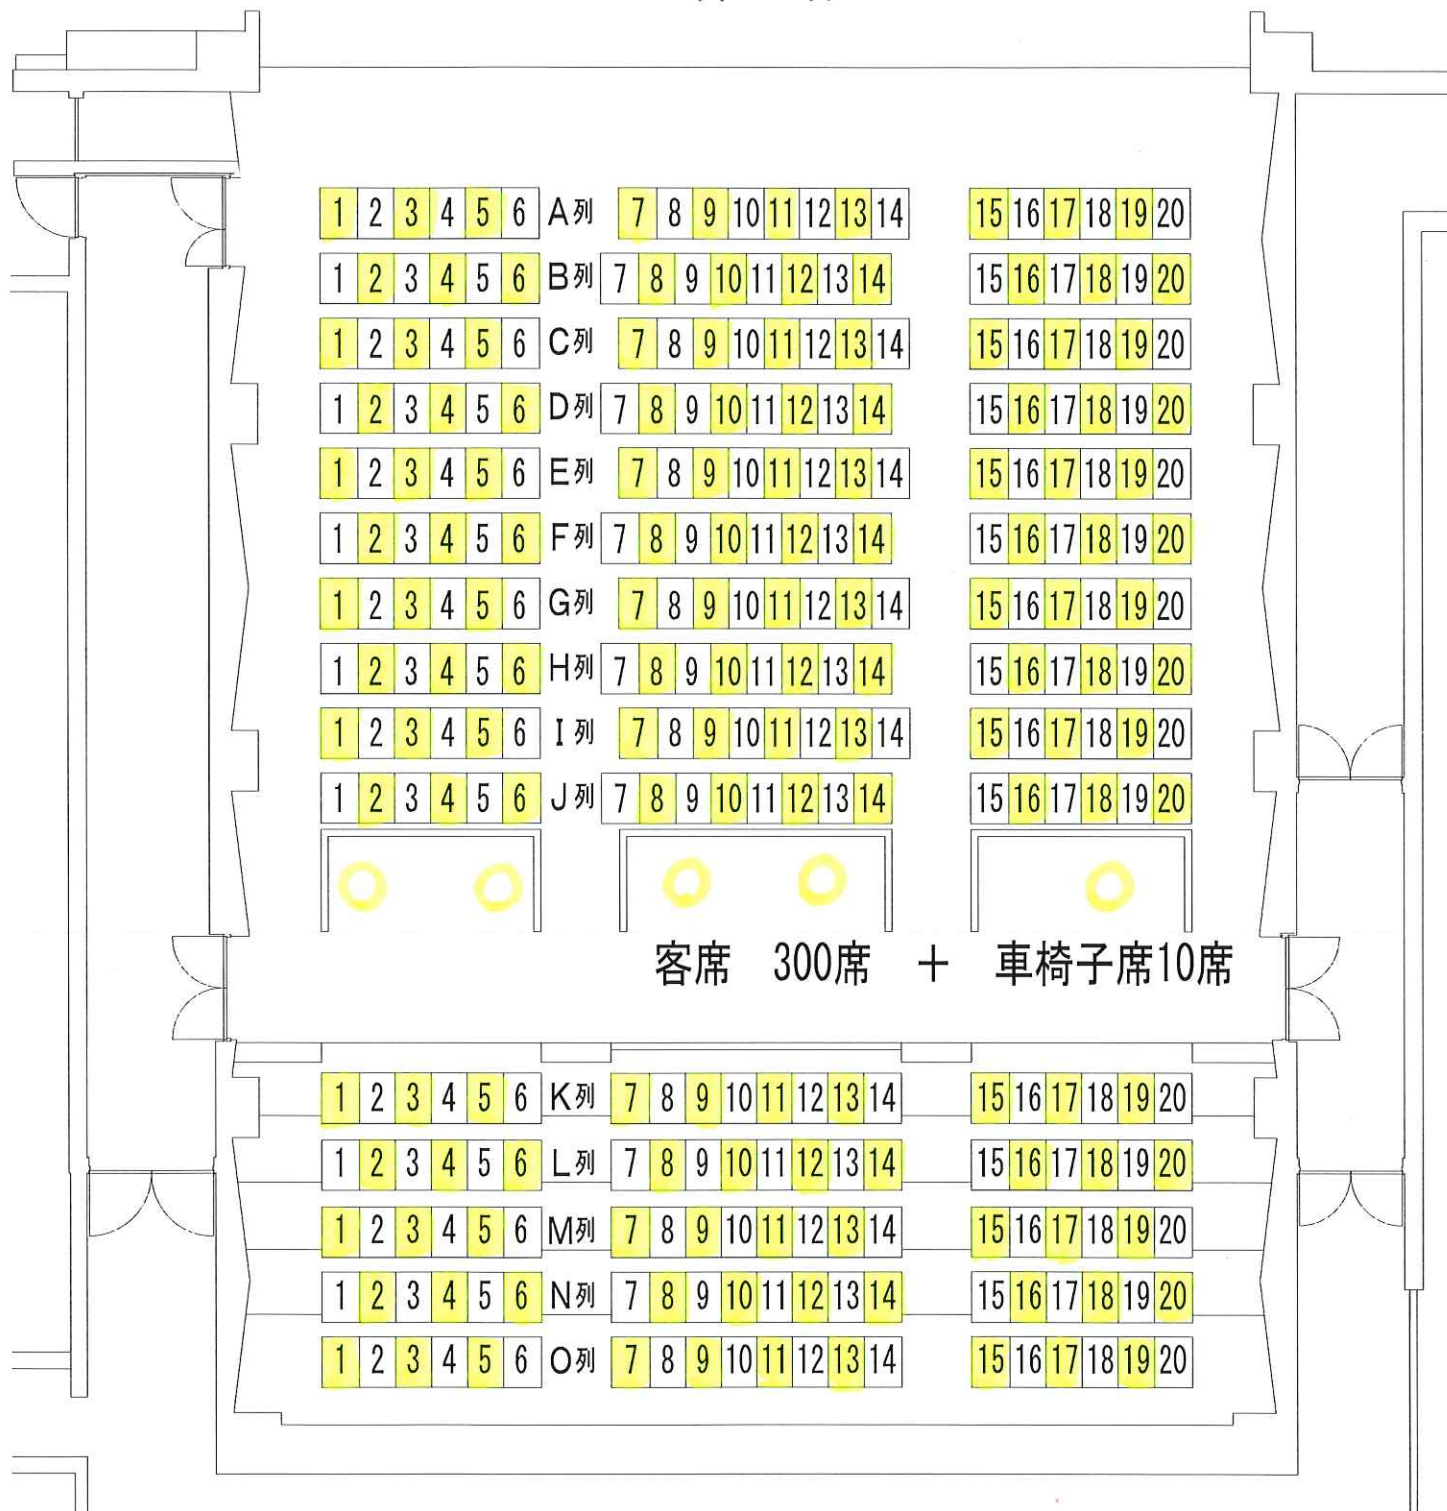 1 2 3 4 5 6 A列 7 8 9 10 11 12 13 14 15 16 17 18 19 20
1 2 3 4 5 6 B列 7 8 9 10 11 12 13 14 15 16 17 18 19 20
1 2 3 4 5 6 C列 7 8 9 10 11 12 13 14 15 16 17 18 19 20
1 2 3 4 5 6 D列 7 8 9 10 11 12 13 14 15 16 17 18 19 20
1 2 3 4 5 6 E列 7 8 9 10 11 12 13 14 15 16 17 18 19 20
1 2 3 4 5 6 F列 7 8 9 10 11 12 13 14 15 16 17 18 19 20
1 2 3 4 5 6 G列 7 8 9 10 11 12 13 14 15 16 17 18 19 20
1 2 3 4 5 6 H列 7 8 9 10 11 12 13 14 15 16 17 18 19 20
1 2 3 4 5 6 I列 7 8 9 10 11 12 13 14 15 16 17 18 19 20
1 2 3 4 5 6 J列 7 8 9 10 11 12 13 14 15 16 17 18 19 20
客席 300席 ＋ 車椅子席10席
1 2 3 4 5 6 K列 7 8 9 10 11 12 13 14 15 16 17 18 19 20
1 2 3 4 5 6 L列 7 8 9 10 11 12 13 14 15 16 17 18 19 20
1 2 3 4 5 6 M列 7 8 9 10 11 12 13 14 15 16 17 18 19 20
1 2 3 4 5 6 N列 7 8 9 10 11 12 13 14 15 16 17 18 19 20
1 2 3 4 5 6 O列 7 8 9 10 11 12 13 14 15 16 17 18 19 20